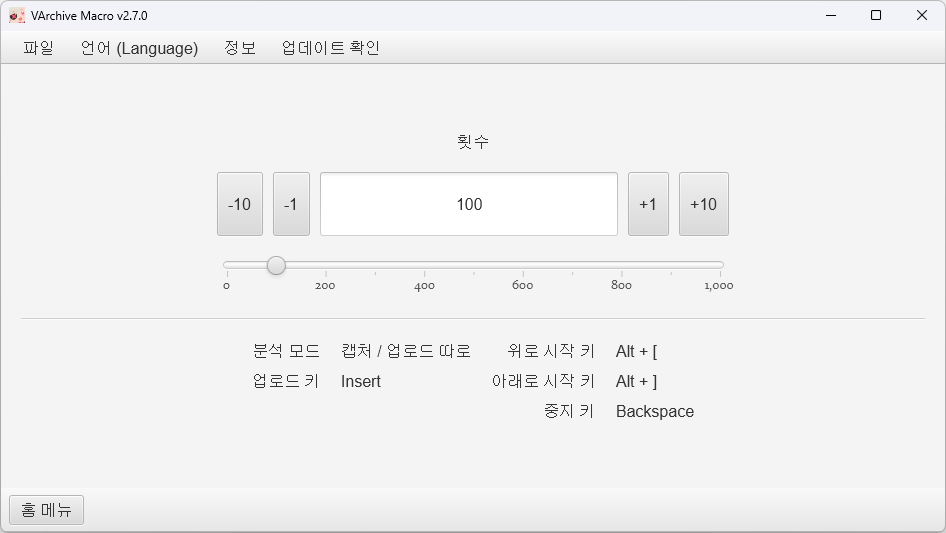 VArchive Macro v2.7.0
파일 언어 (Language) 정보 업데이트 확인
횟수
-10 -1 100 +1 +10
0 200 400 600 800 1,000
분석 모드 캡처 / 업로드 따로 위로 시작 키 Alt + [
업로드 키 Insert 아래로 시작 키 Alt + ]
중지 키 Backspace
홈 메뉴